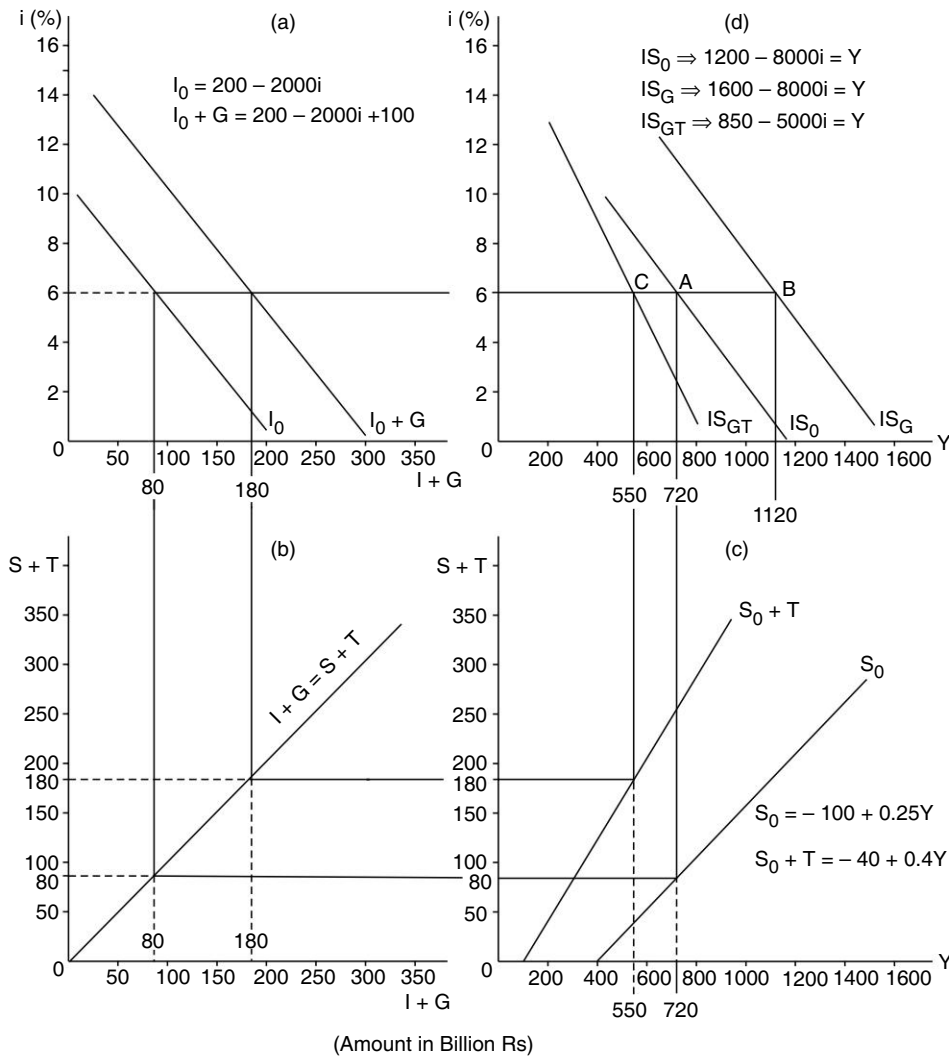 i (%)
(a)
16
14
12
10
8
6
4
2
0
I₀ = 200 – 2000i
I₀ + G = 200 – 2000i +100
I₀
I₀ + G
50 100 150 200 250 300 350
I + G
80 180
i (%)
(d)
16
14
12
10
8
6
4
2
0
IS₀ ⇒ 1200 – 8000i = Y
IS_G ⇒ 1600 – 8000i = Y
IS_GT ⇒ 850 – 5000i = Y
C A B
IS_GT IS₀ IS_G
200 400 600 800 1000 1200 1400 1600 Y
550 720
1120
(b)
S + T
350
300
250
200
180
150
100
80
50
0
I + G = S + T
80 180
50 100 150 200 250 300 350
I + G
(c)
S + T
350
300
250
200
180
150
100
80
50
0
S₀ + T
S₀
S₀ = – 100 + 0.25Y
S₀ + T = – 40 + 0.4Y
200 400 600 800 1000 1200 1400 1600 Y
550 720
(Amount in Billion Rs)